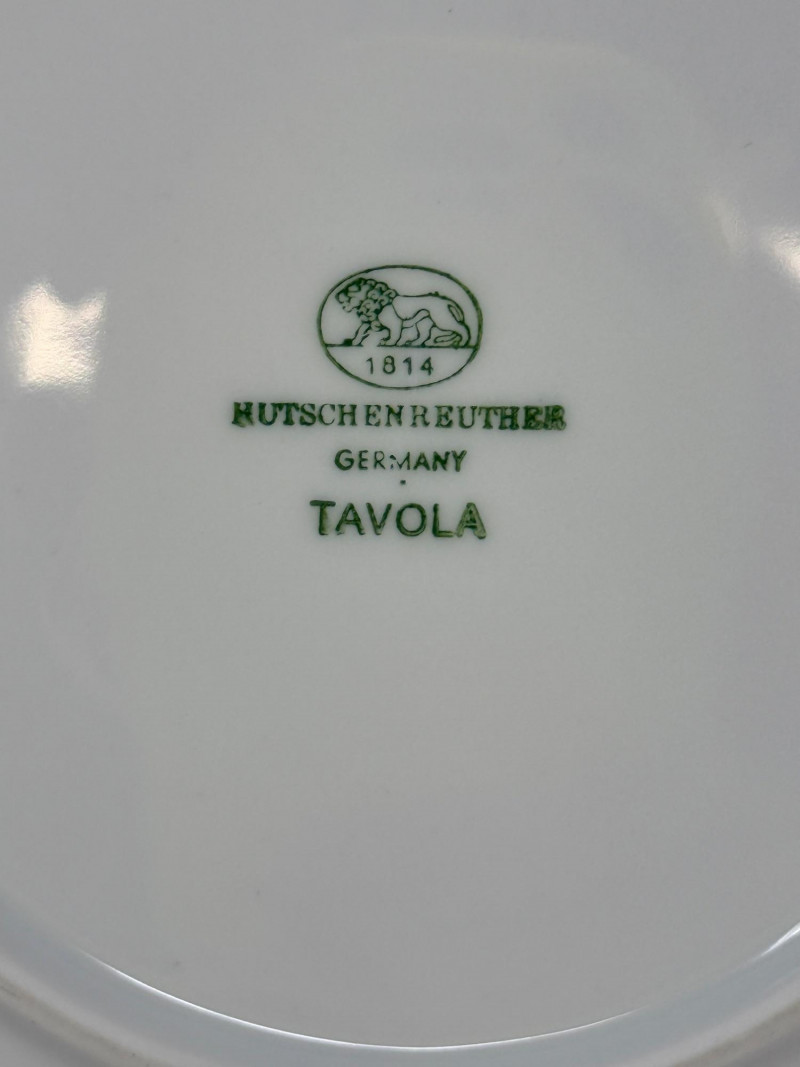 1814
HUTSCHENREUTHER
GERMANY
TAVOLA